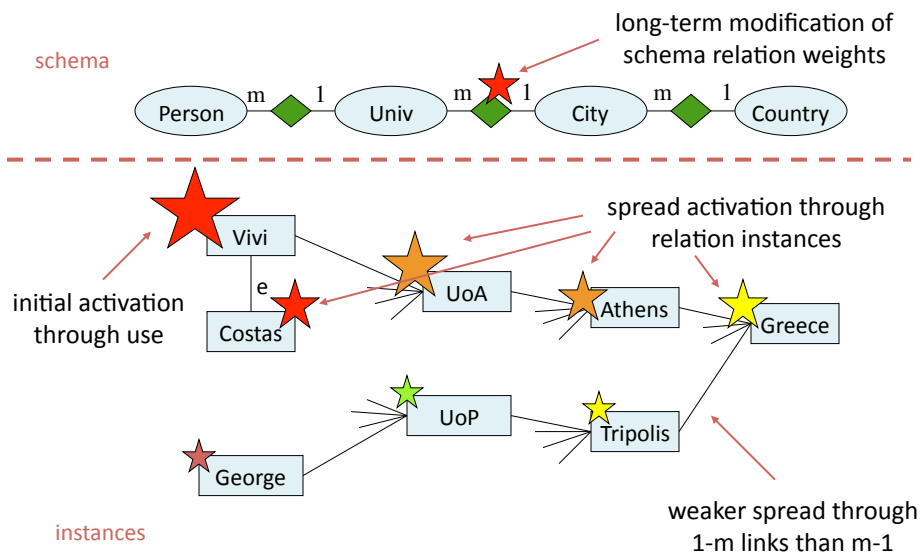 long-term modification of
schema relation weights
schema
Person m 1 Univ m 1 City m 1 Country
spread activation through
relation instances
Vivi
initial activation
through use
e
UoA
Athens
Greece
Costas
UoP
Tripolis
George
weaker spread through
1-m links than m-1
instances